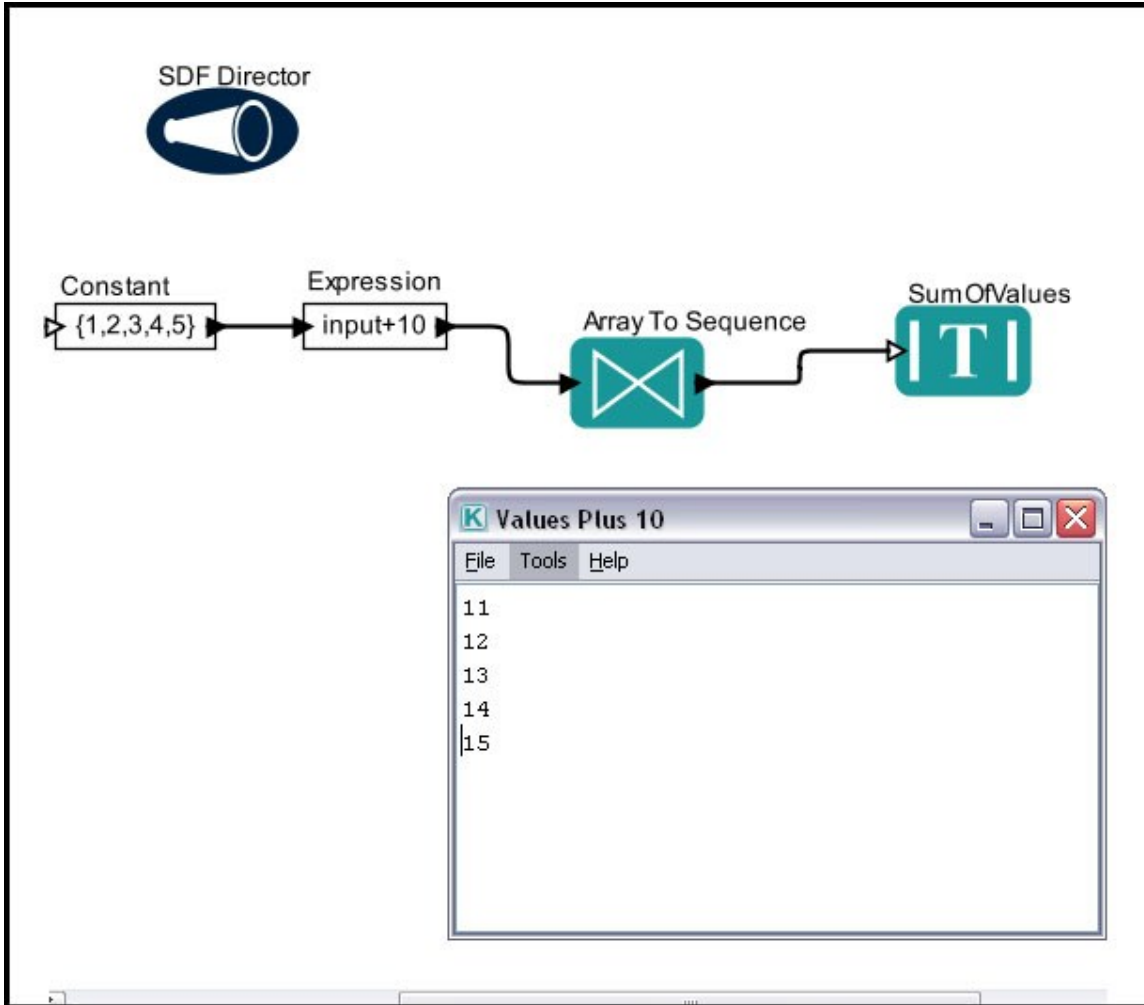 SDF Director
Constant
{1,2,3,4,5}
Expression
input+10
Array To Sequence
SumOfValues
T
K Values Plus 10
File Tools Help
11
12
13
14
15